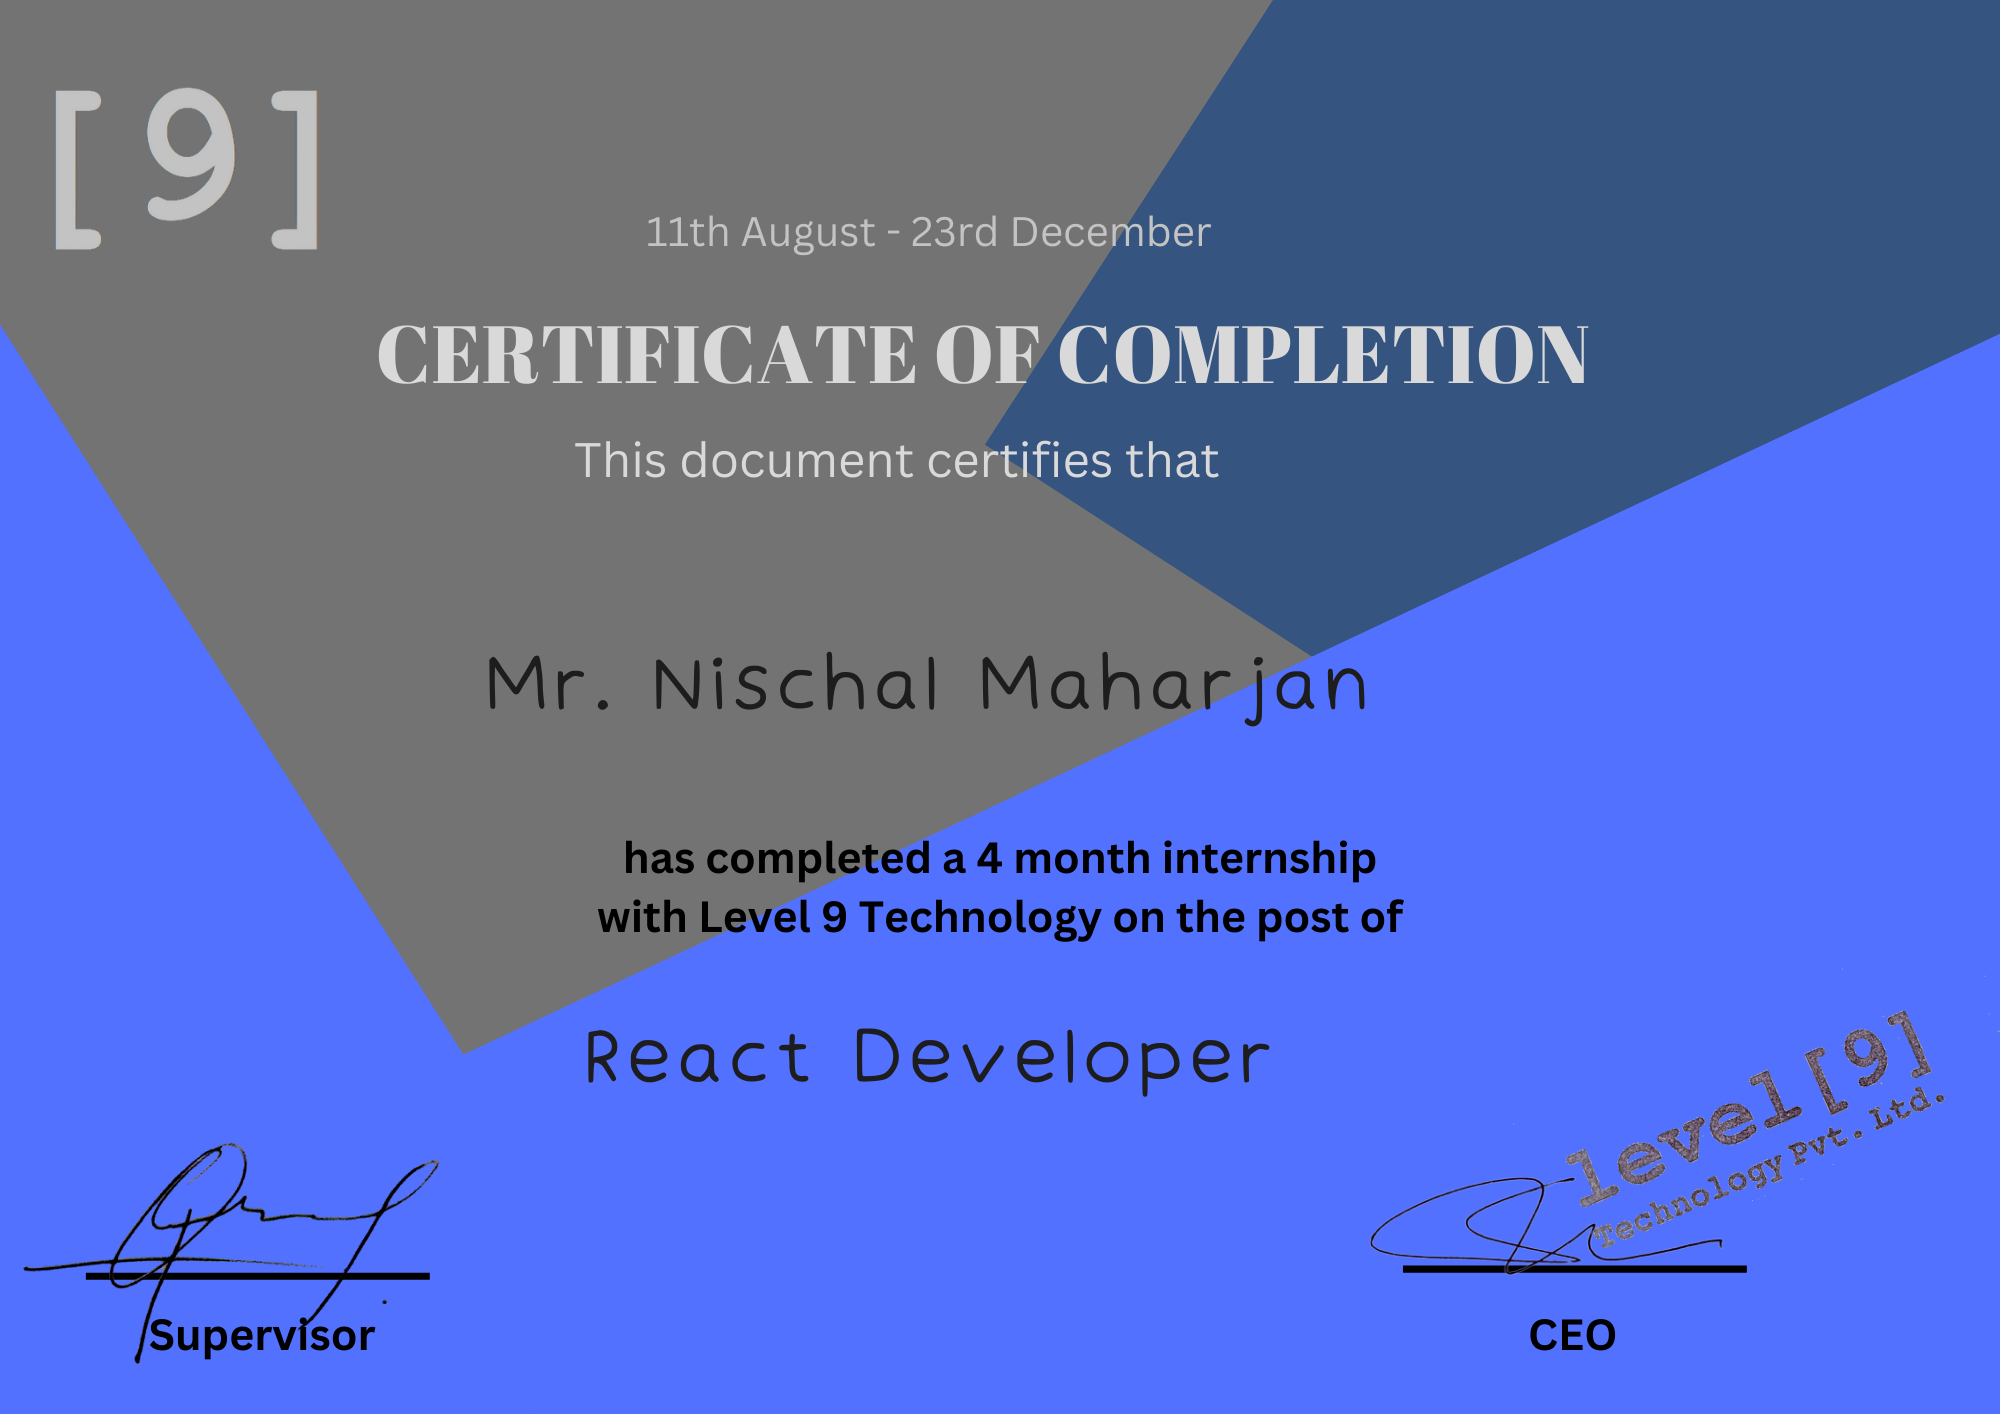 [9]
11th August - 23rd December
CERTIFICATE OF COMPLETION
This document certifies that
Mr. Nischal Maharjan
has completed a 4 month internship
with Level 9 Technology on the post of
React Developer
level[9]
Technology Pvt. Ltd.
Supervisor
CEO